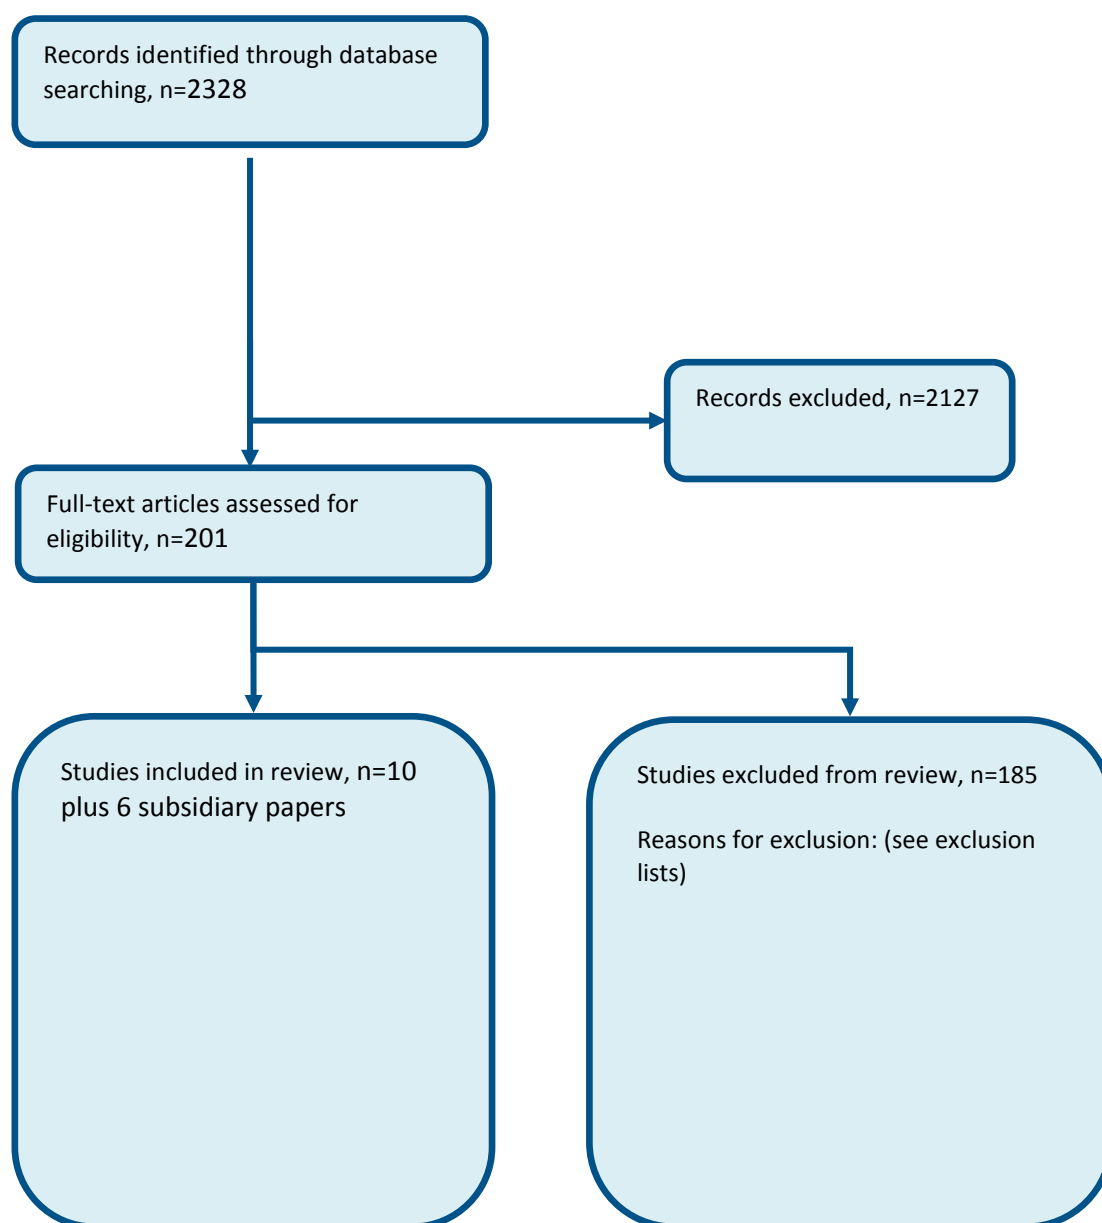 Records identified through database
searching, n=2328
Records excluded, n=2127
Full-text articles assessed for
eligibility, n=201
Studies included in review, n=10
plus 6 subsidiary papers
Studies excluded from review, n=185
Reasons for exclusion: (see exclusion
lists)